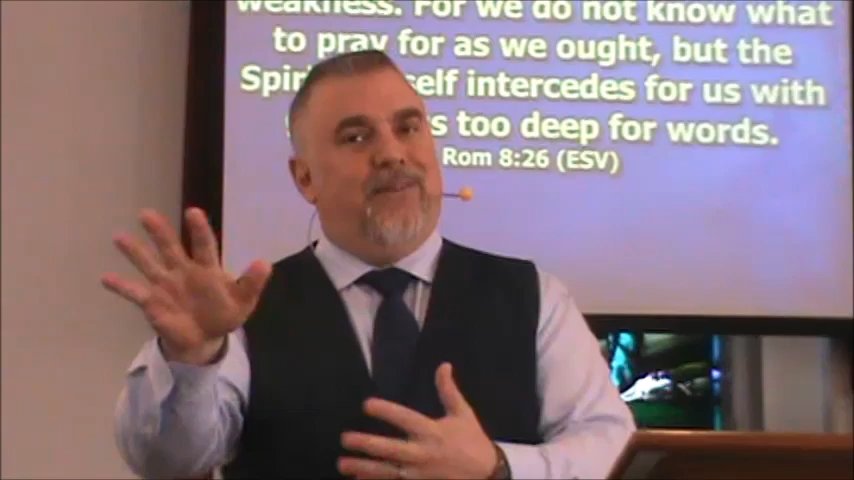 weakness. For we do not know what
to pray for as we ought, but the
intercedes for us with
too deep for words.
Rom 8:26 (ESV)